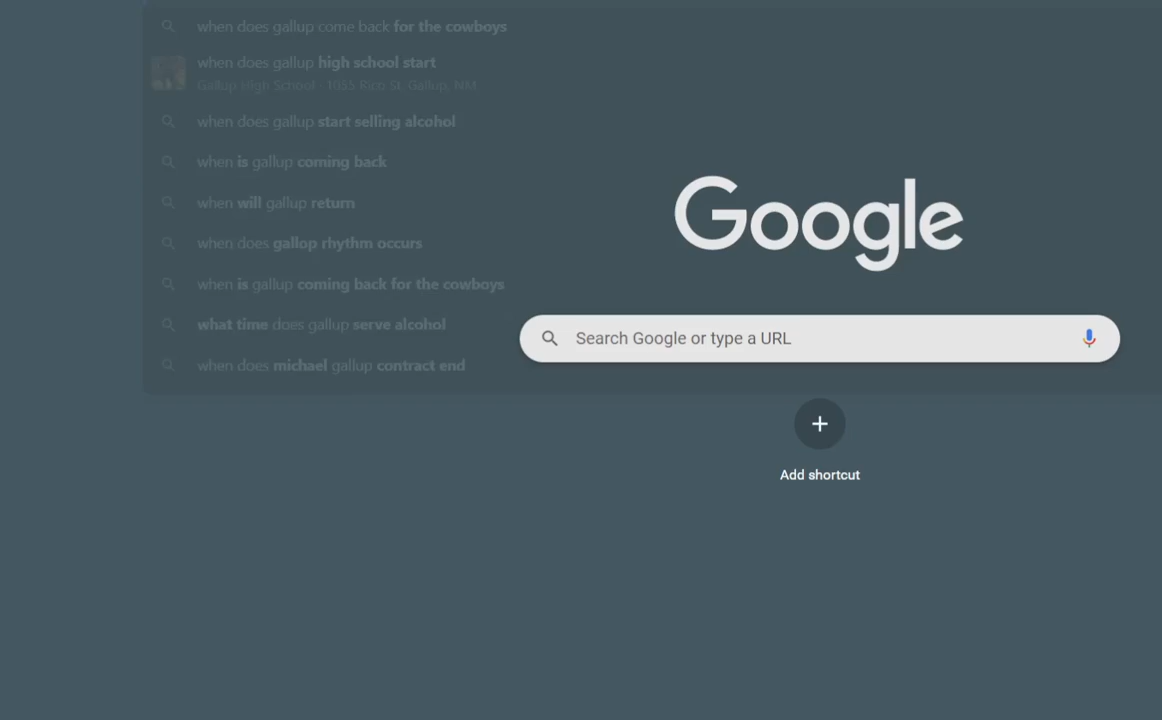 when does gallup come back for the cowboys
when does gallup high school start
Gallup High School · 1055 Rico St, Gallup, NM
when does gallup start selling alcohol
when is gallup coming back
when will gallup return
when does gallop rhythm occurs
when is gallup coming back for the cowboys
what time does gallup serve alcohol
when does michael gallup contract end
Google
Search Google or type a URL
Add shortcut